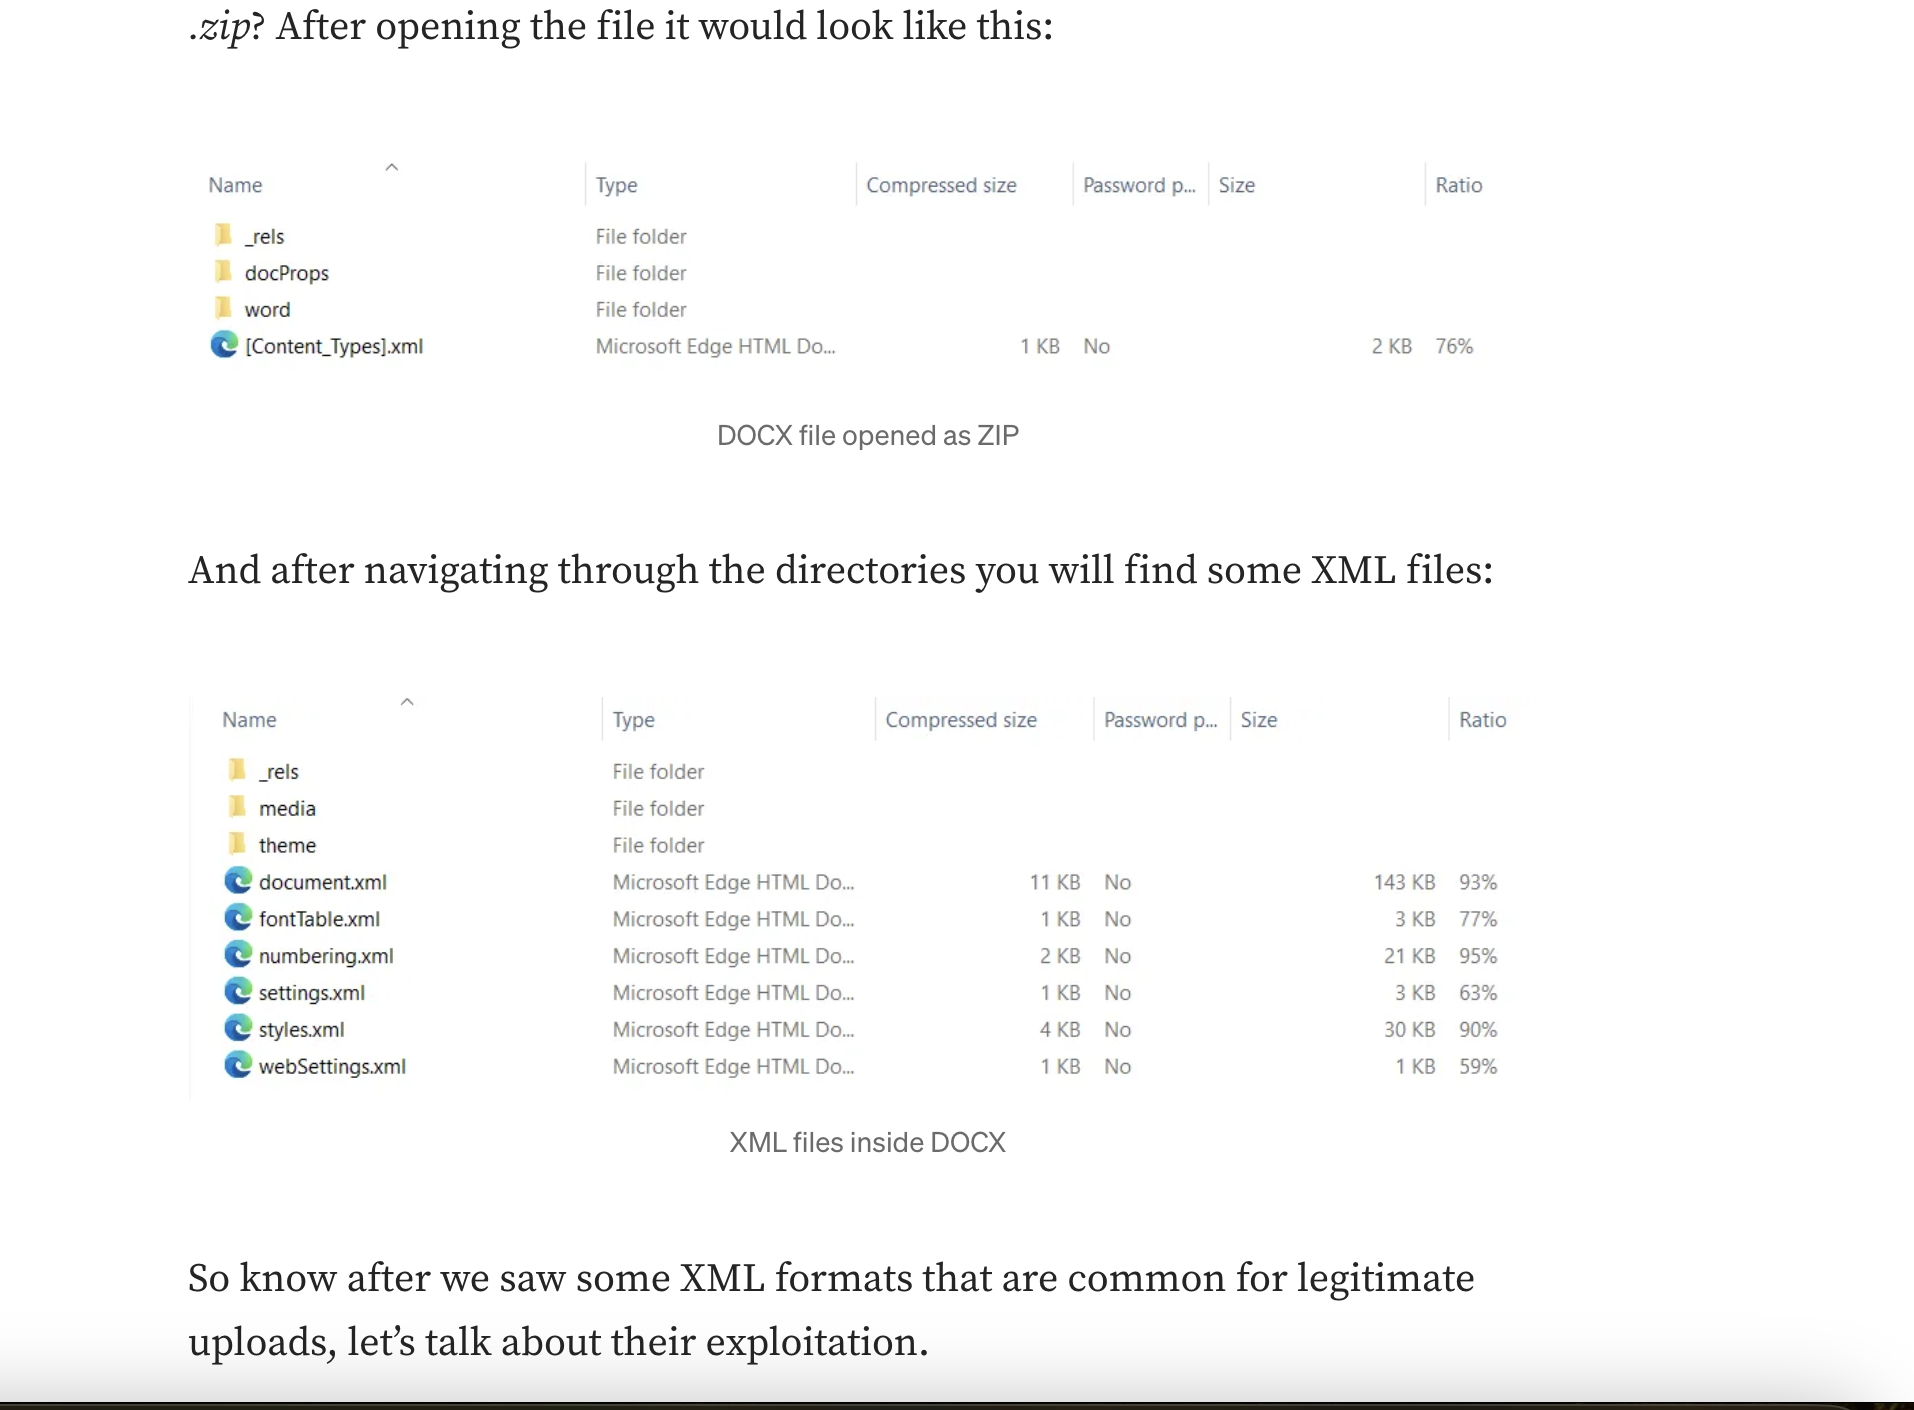 .zip? After opening the file it would look like this:
Name Type Compressed size Password p... Size Ratio
_rels File folder
docProps File folder
word File folder
[Content_Types].xml Microsoft Edge HTML Do... 1 KB No 2 KB 76%
DOCX file opened as ZIP
And after navigating through the directories you will find some XML files:
Name Type Compressed size Password p... Size Ratio
_rels File folder
media File folder
theme File folder
document.xml Microsoft Edge HTML Do... 11 KB No 143 KB 93%
fontTable.xml Microsoft Edge HTML Do... 1 KB No 3 KB 77%
numbering.xml Microsoft Edge HTML Do... 2 KB No 21 KB 95%
settings.xml Microsoft Edge HTML Do... 1 KB No 3 KB 63%
styles.xml Microsoft Edge HTML Do... 4 KB No 30 KB 90%
webSettings.xml Microsoft Edge HTML Do... 1 KB No 1 KB 59%
XML files inside DOCX
So know after we saw some XML formats that are common for legitimate
uploads, let’s talk about their exploitation.